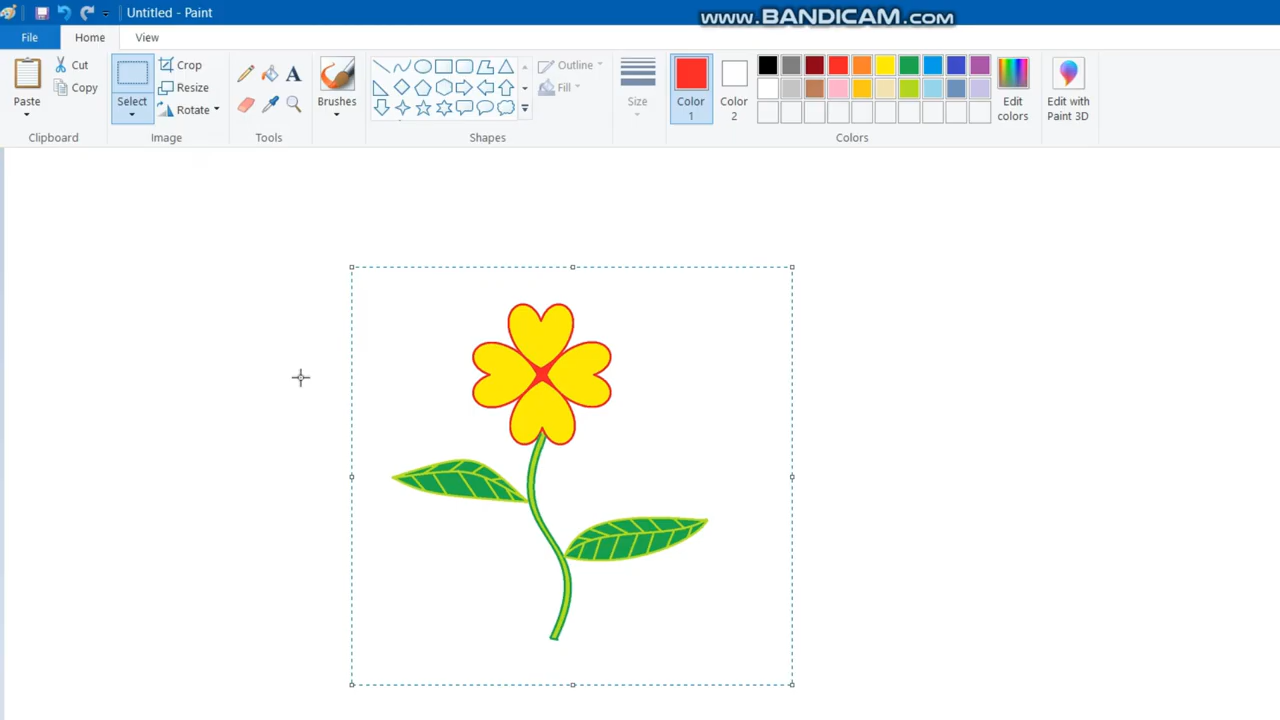 Untitled - Paint
www.BANDICAM.com
File Home View
Paste
Cut
Copy
Clipboard
Select
Crop
Resize
Rotate
Image
A
Tools
Brushes
Outline
Fill
Shapes
Size
Color 1
Color 2
Edit colors
Edit with Paint 3D
Colors